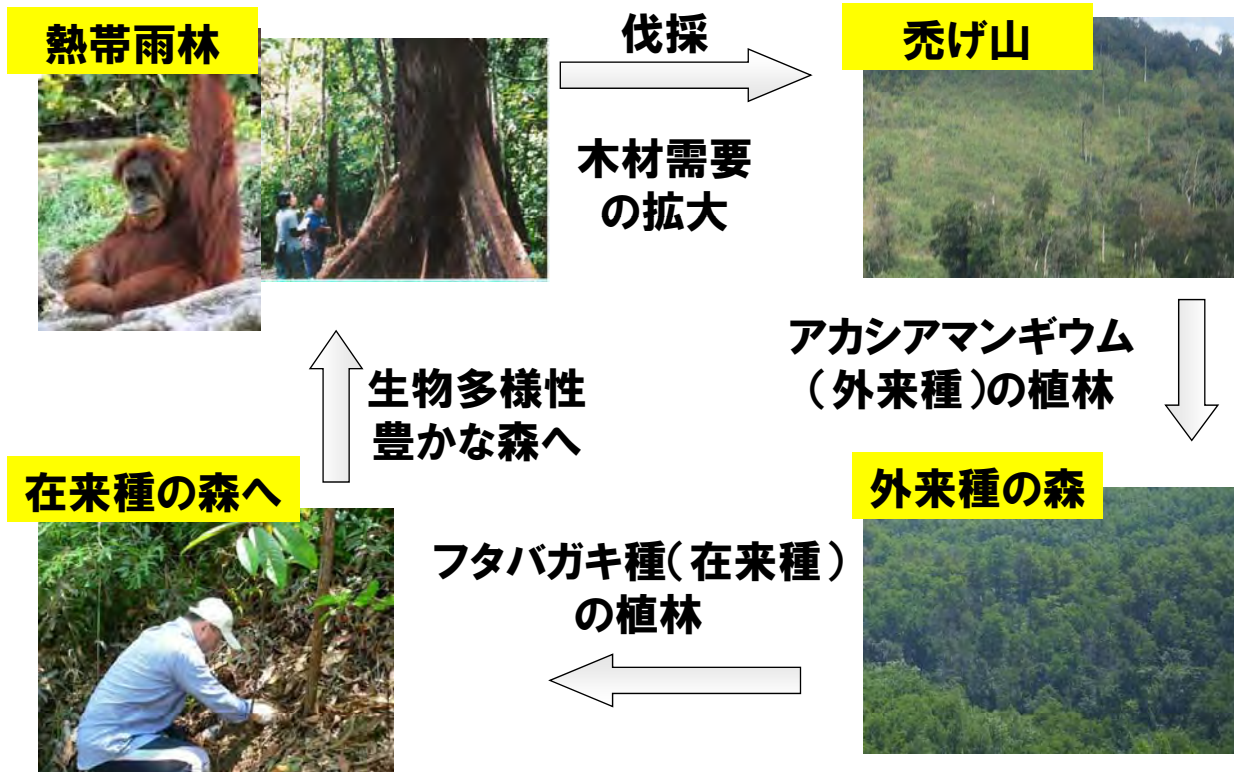 熱帯雨林
伐採
木材需要
の拡大
禿げ山
アカシアマンギウム
（外来種）の植林
外来種の森
フタバガキ種（在来種）
の植林
在来種の森へ
生物多様性
豊かな森へ